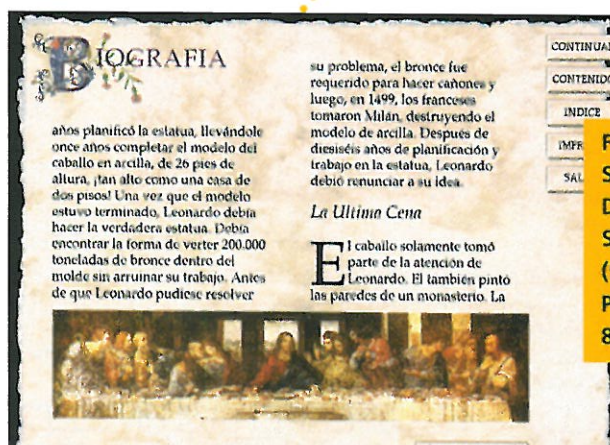 BIOGRAFIA
años planificó la estatua, llevándole
once años completar el modelo del
caballo en arcilla, de 26 pies de
altura, ¡tan alto como una casa de
dos pisos! Una vez que el modelo
estuvo terminado, Leonardo debía
hacer la verdadera estatua. Debía
encontrar la forma de verter 200.000
toneladas de bronce dentro del
molde sin arruinar su trabajo. Antes
de que Leonardo pudiese resolver
su problema, el bronce fue
requerido para hacer cañones y
luego, en 1499, los franceses
tomaron Milán, destruyendo el
modelo de arcilla. Después de
diesiséis años de planificación y
trabajo en la estatua, Leonardo
debió renunciar a su idea.
La Ultima Cena
El caballo solamente tomó
parte de la atención de
Leonardo. El también pintó
las paredes de un monasterio. La
CONTINUA
CONTENIDO
INDICE
IMPR
SAL
F
S
D
S
(
P
8